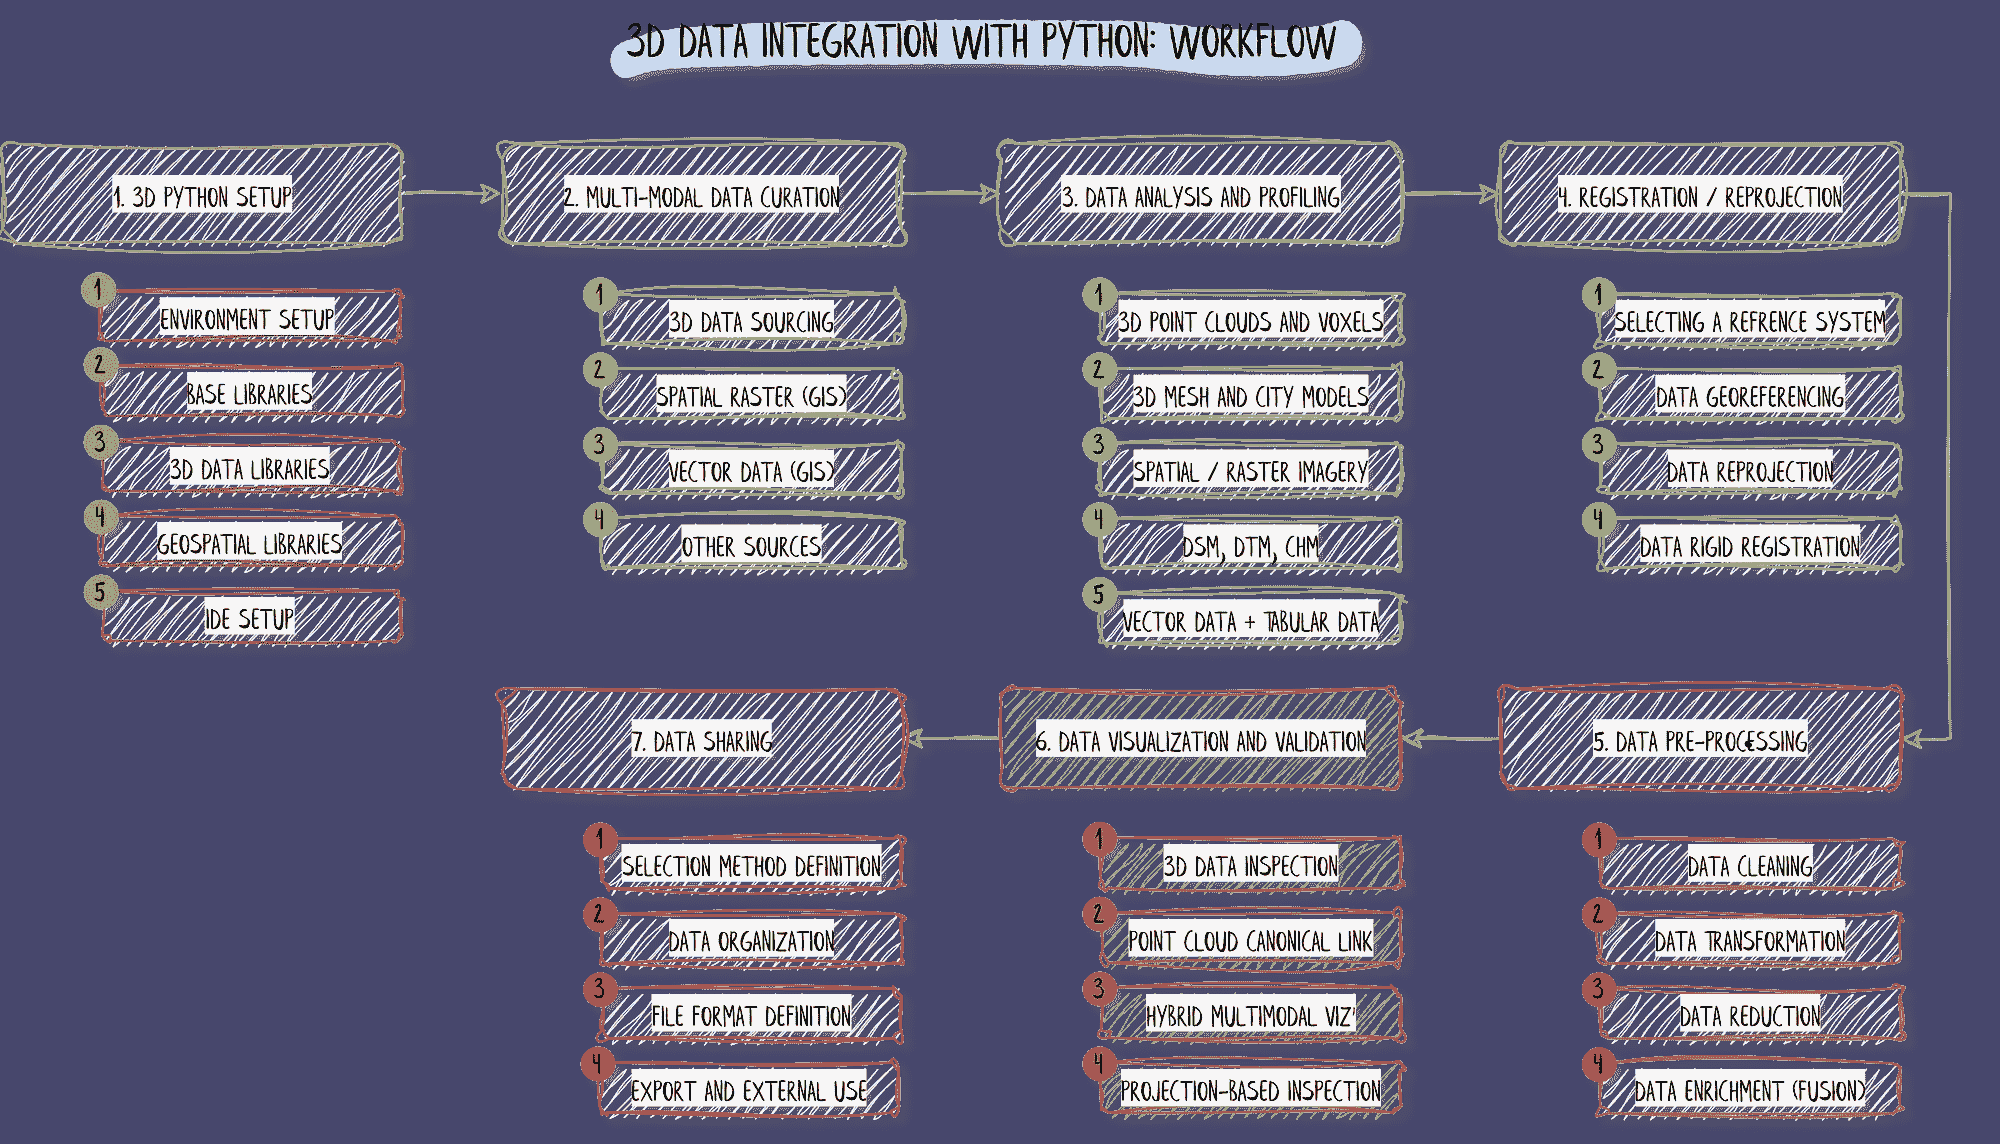 3D DATA INTEGRATION WITH PYTHON: WORKFLOW
1. 3D PYTHON SETUP
1
ENVIRONMENT SETUP
2
BASE LIBRARIES
3
3D DATA LIBRARIES
4
GEOSPATIAL LIBRARIES
5
IDE SETUP
2. MULTI-MODAL DATA CURATION
1
3D DATA SOURCING
2
SPATIAL RASTER (GIS)
3
VECTOR DATA (GIS)
4
OTHER SOURCES
3. DATA ANALYSIS AND PROFILING
1
3D POINT CLOUDS AND VOXELS
2
3D MESH AND CITY MODELS
3
SPATIAL / RASTER IMAGERY
4
DSM, DTM, CHM
5
VECTOR DATA + TABULAR DATA
4. REGISTRATION / REPROJECTION
1
SELECTING A REFRENCE SYSTEM
2
DATA GEOREFERENCING
3
DATA REPROJECTION
4
DATA RIGID REGISTRATION
5. DATA PRE-PROCESSING
1
DATA CLEANING
2
DATA TRANSFORMATION
3
DATA REDUCTION
4
DATA ENRICHMENT (FUSION)
6. DATA VISUALIZATION AND VALIDATION
1
3D DATA INSPECTION
2
POINT CLOUD CANONICAL LINK
3
HYBRID MULTIMODAL VIZ'
4
PROJECTION-BASED INSPECTION
7. DATA SHARING
1
SELECTION METHOD DEFINITION
2
DATA ORGANIZATION
3
FILE FORMAT DEFINITION
4
EXPORT AND EXTERNAL USE